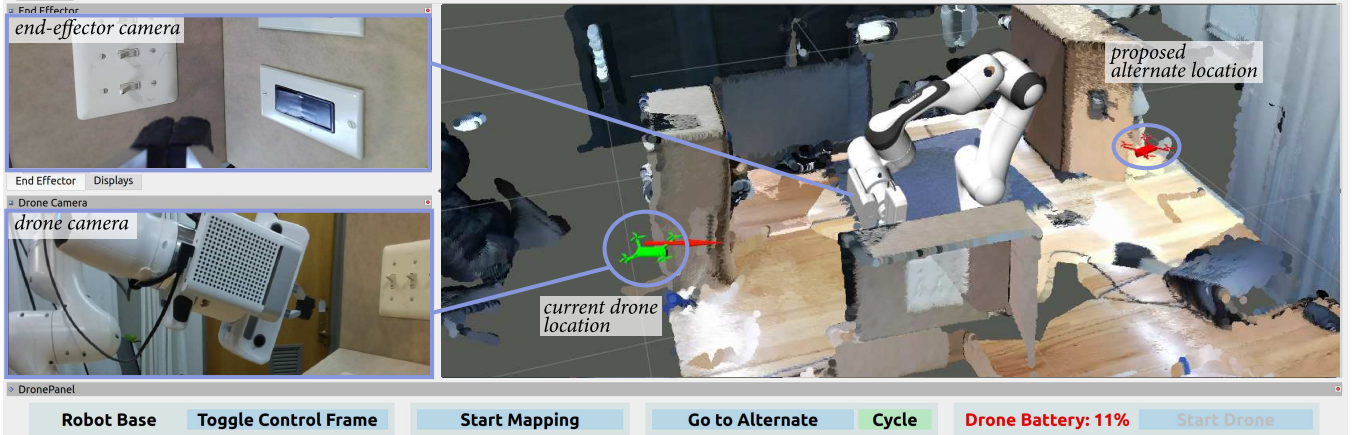 End Effector
end-effector camera
End Effector
Displays
Drone Camera
drone camera
proposed
alternate location
current drone
location
DronePanel
Robot Base
Toggle Control Frame
Start Mapping
Go to Alternate
Cycle
Drone Battery: 11%
Start Drone